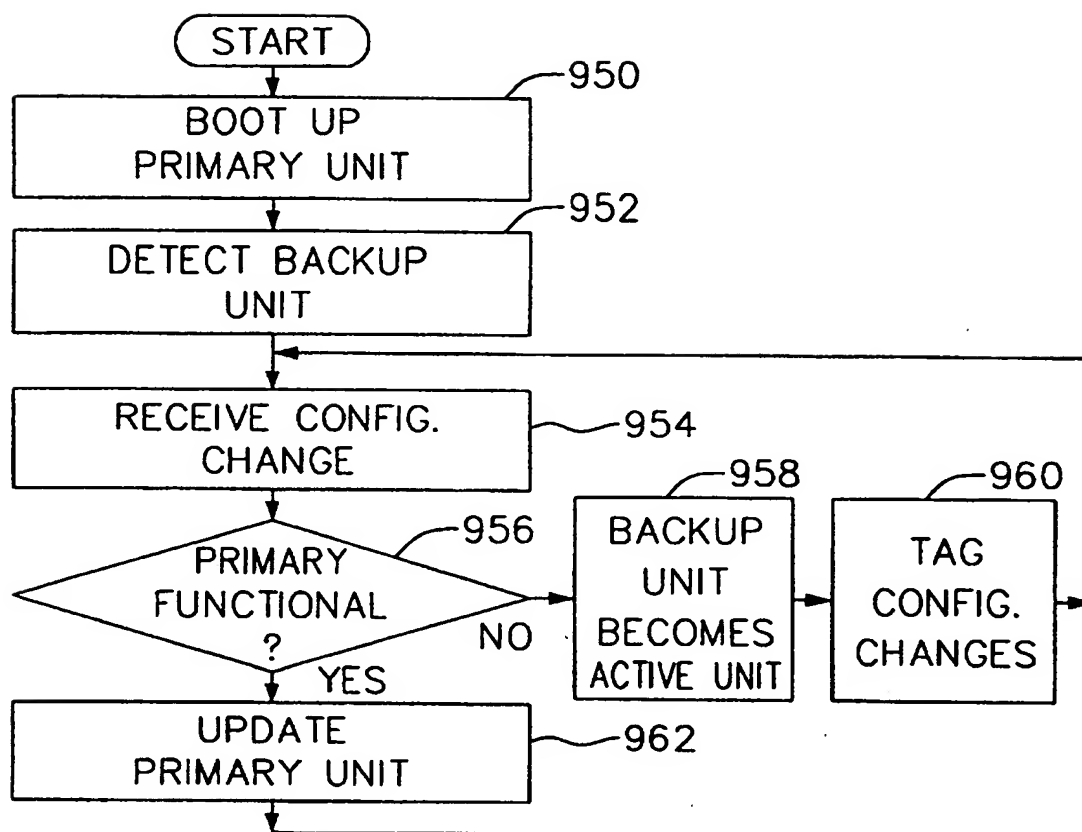 START
950
BOOT UP
PRIMARY UNIT
952
DETECT BACKUP
UNIT
RECEIVE CONFIG.
CHANGE
954
956
PRIMARY
FUNCTIONAL
?
NO
YES
958
BACKUP
UNIT
BECOMES
ACTIVE UNIT
960
TAG
CONFIG.
CHANGES
UPDATE
PRIMARY UNIT
962